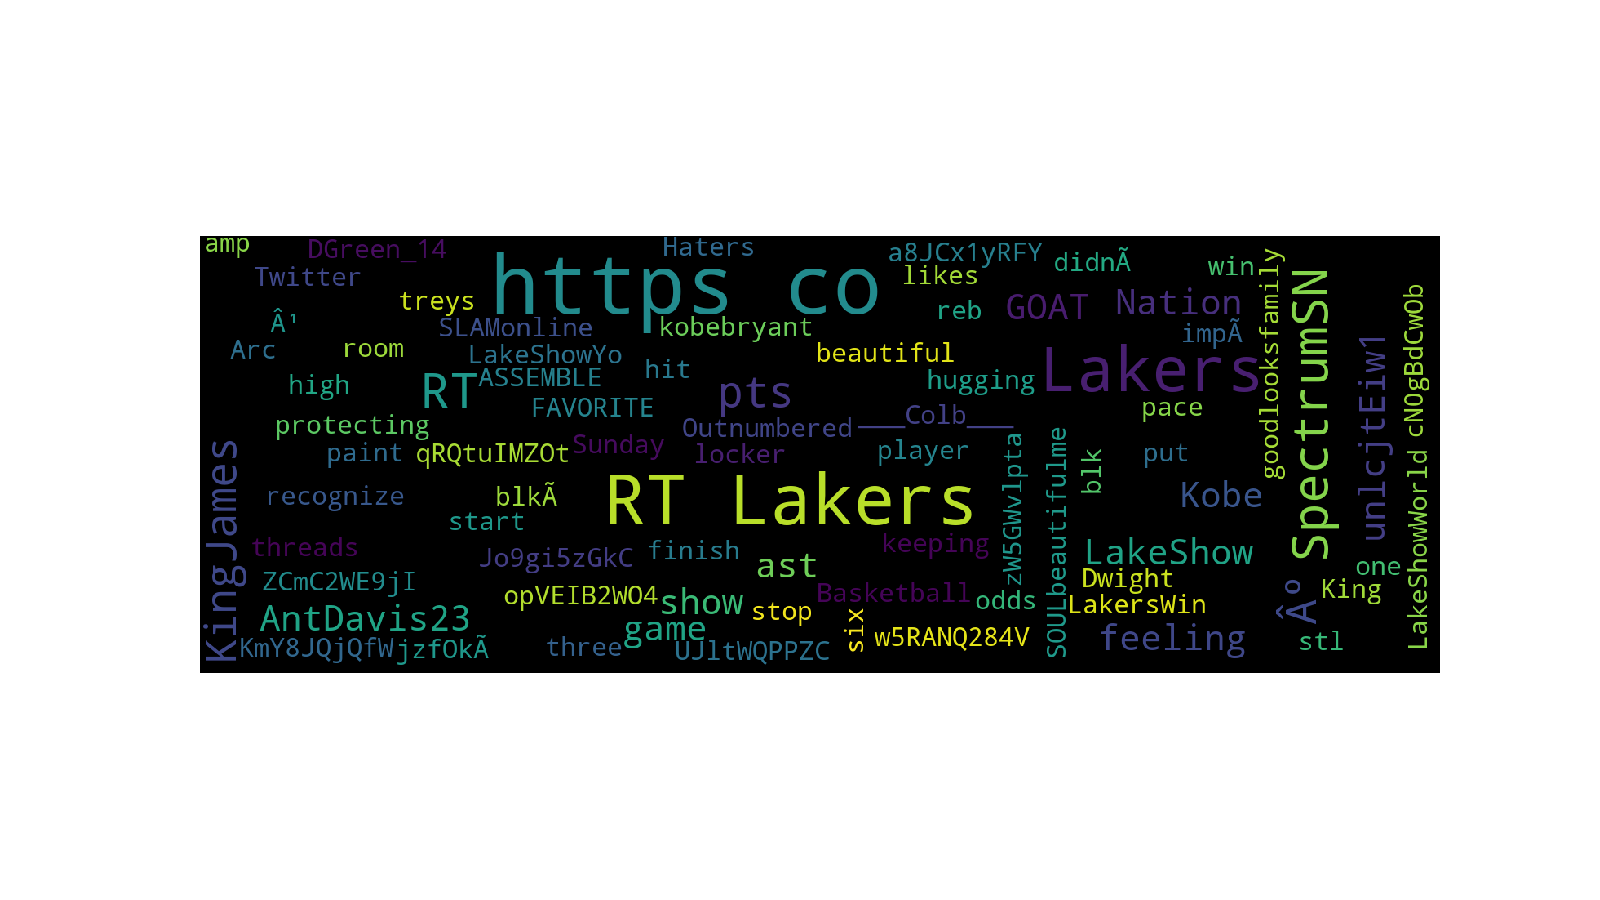 amp
DGreen_14
Haters
https co
a8JCx1yRFY
didnÃ
win
Twitter
treys
likes
reb
GOAT
Nation
Â¹
SLAMonline
kobebryant
impÃ
Arc
room
LakeShowYo
hit
beautiful
Lakers
high
RT
ASSEMBLE
pts
hugging
FAVORITE
pace
protecting
Outnumbered
___Colb___
paint
qRQtuIMZOt
Sunday
locker
player
put
recognize
blkÃ
RT Lakers
Kobe
start
threads
Jo9gi5zGkC
finish
keeping
LakeShow
ZCmC2WE9jI
ast
Dwight
one
opVEIB2WO4
show
Basketball
odds
King
AntDavis23
stop
LakersWin
game
feeling
KmY8JQjQfW
jzfOkÃ
three
UJltWQPPZC
w5RANQ284V
stl
KingJames
six
zW5GWvlpta
SOULbeautifulme
blk
goodlooksfamily
SpectrumSN
Âº
unlcjtEiw1
LakeShowWorld cNOgBdCwOb